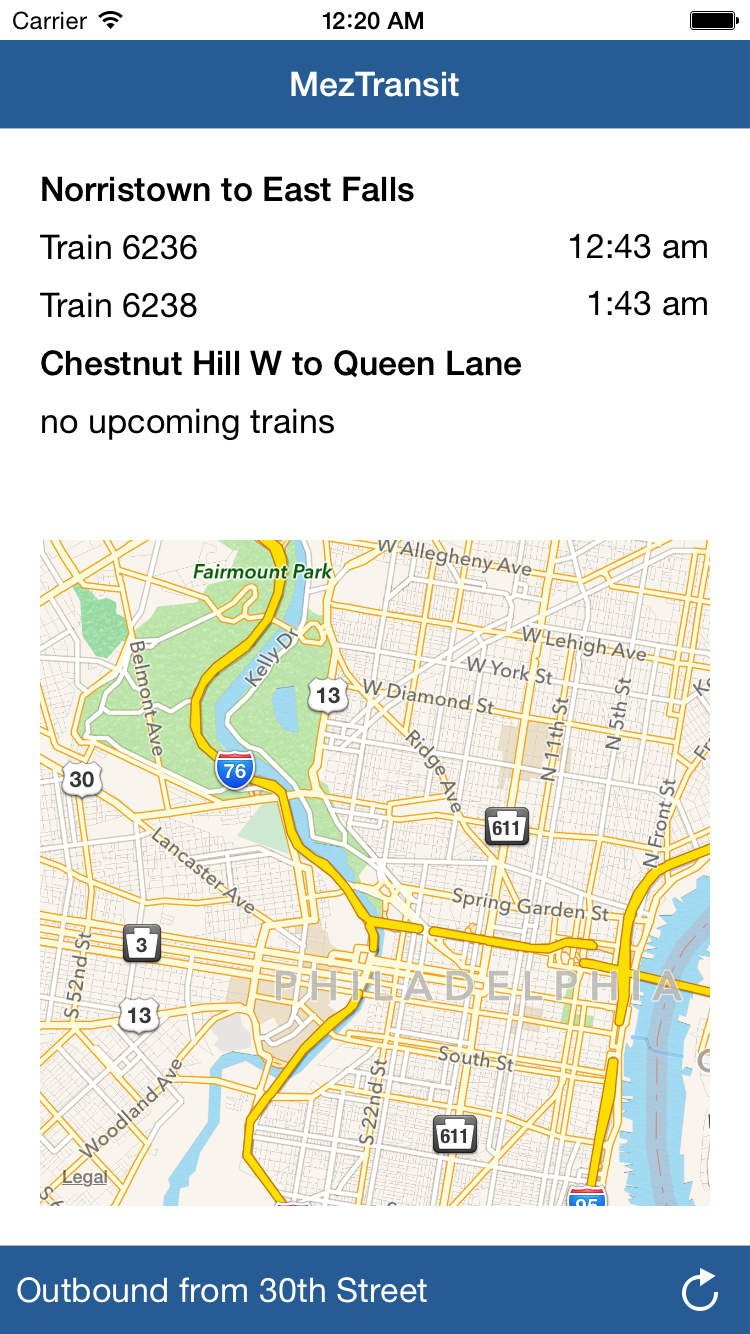 Carrier 12:20 AM
MezTransit
Norristown to East Falls
Train 6236 12:43 am
Train 6238 1:43 am
Chestnut Hill W to Queen Lane
no upcoming trains
W Allegheny Ave
Fairmount Park
W Lehigh Ave
Kelly Dr
Belmont Ave
W York St
13
W Diamond St
N 5th St
N 11th St
Ridge Ave
76
30
611
N Front St
Lancaster Ave
Spring Garden St
3
S 52nd St
PHILADELPHIA
13
South St
Woodland Ave
S 22nd St
611
Legal
95
Outbound from 30th Street